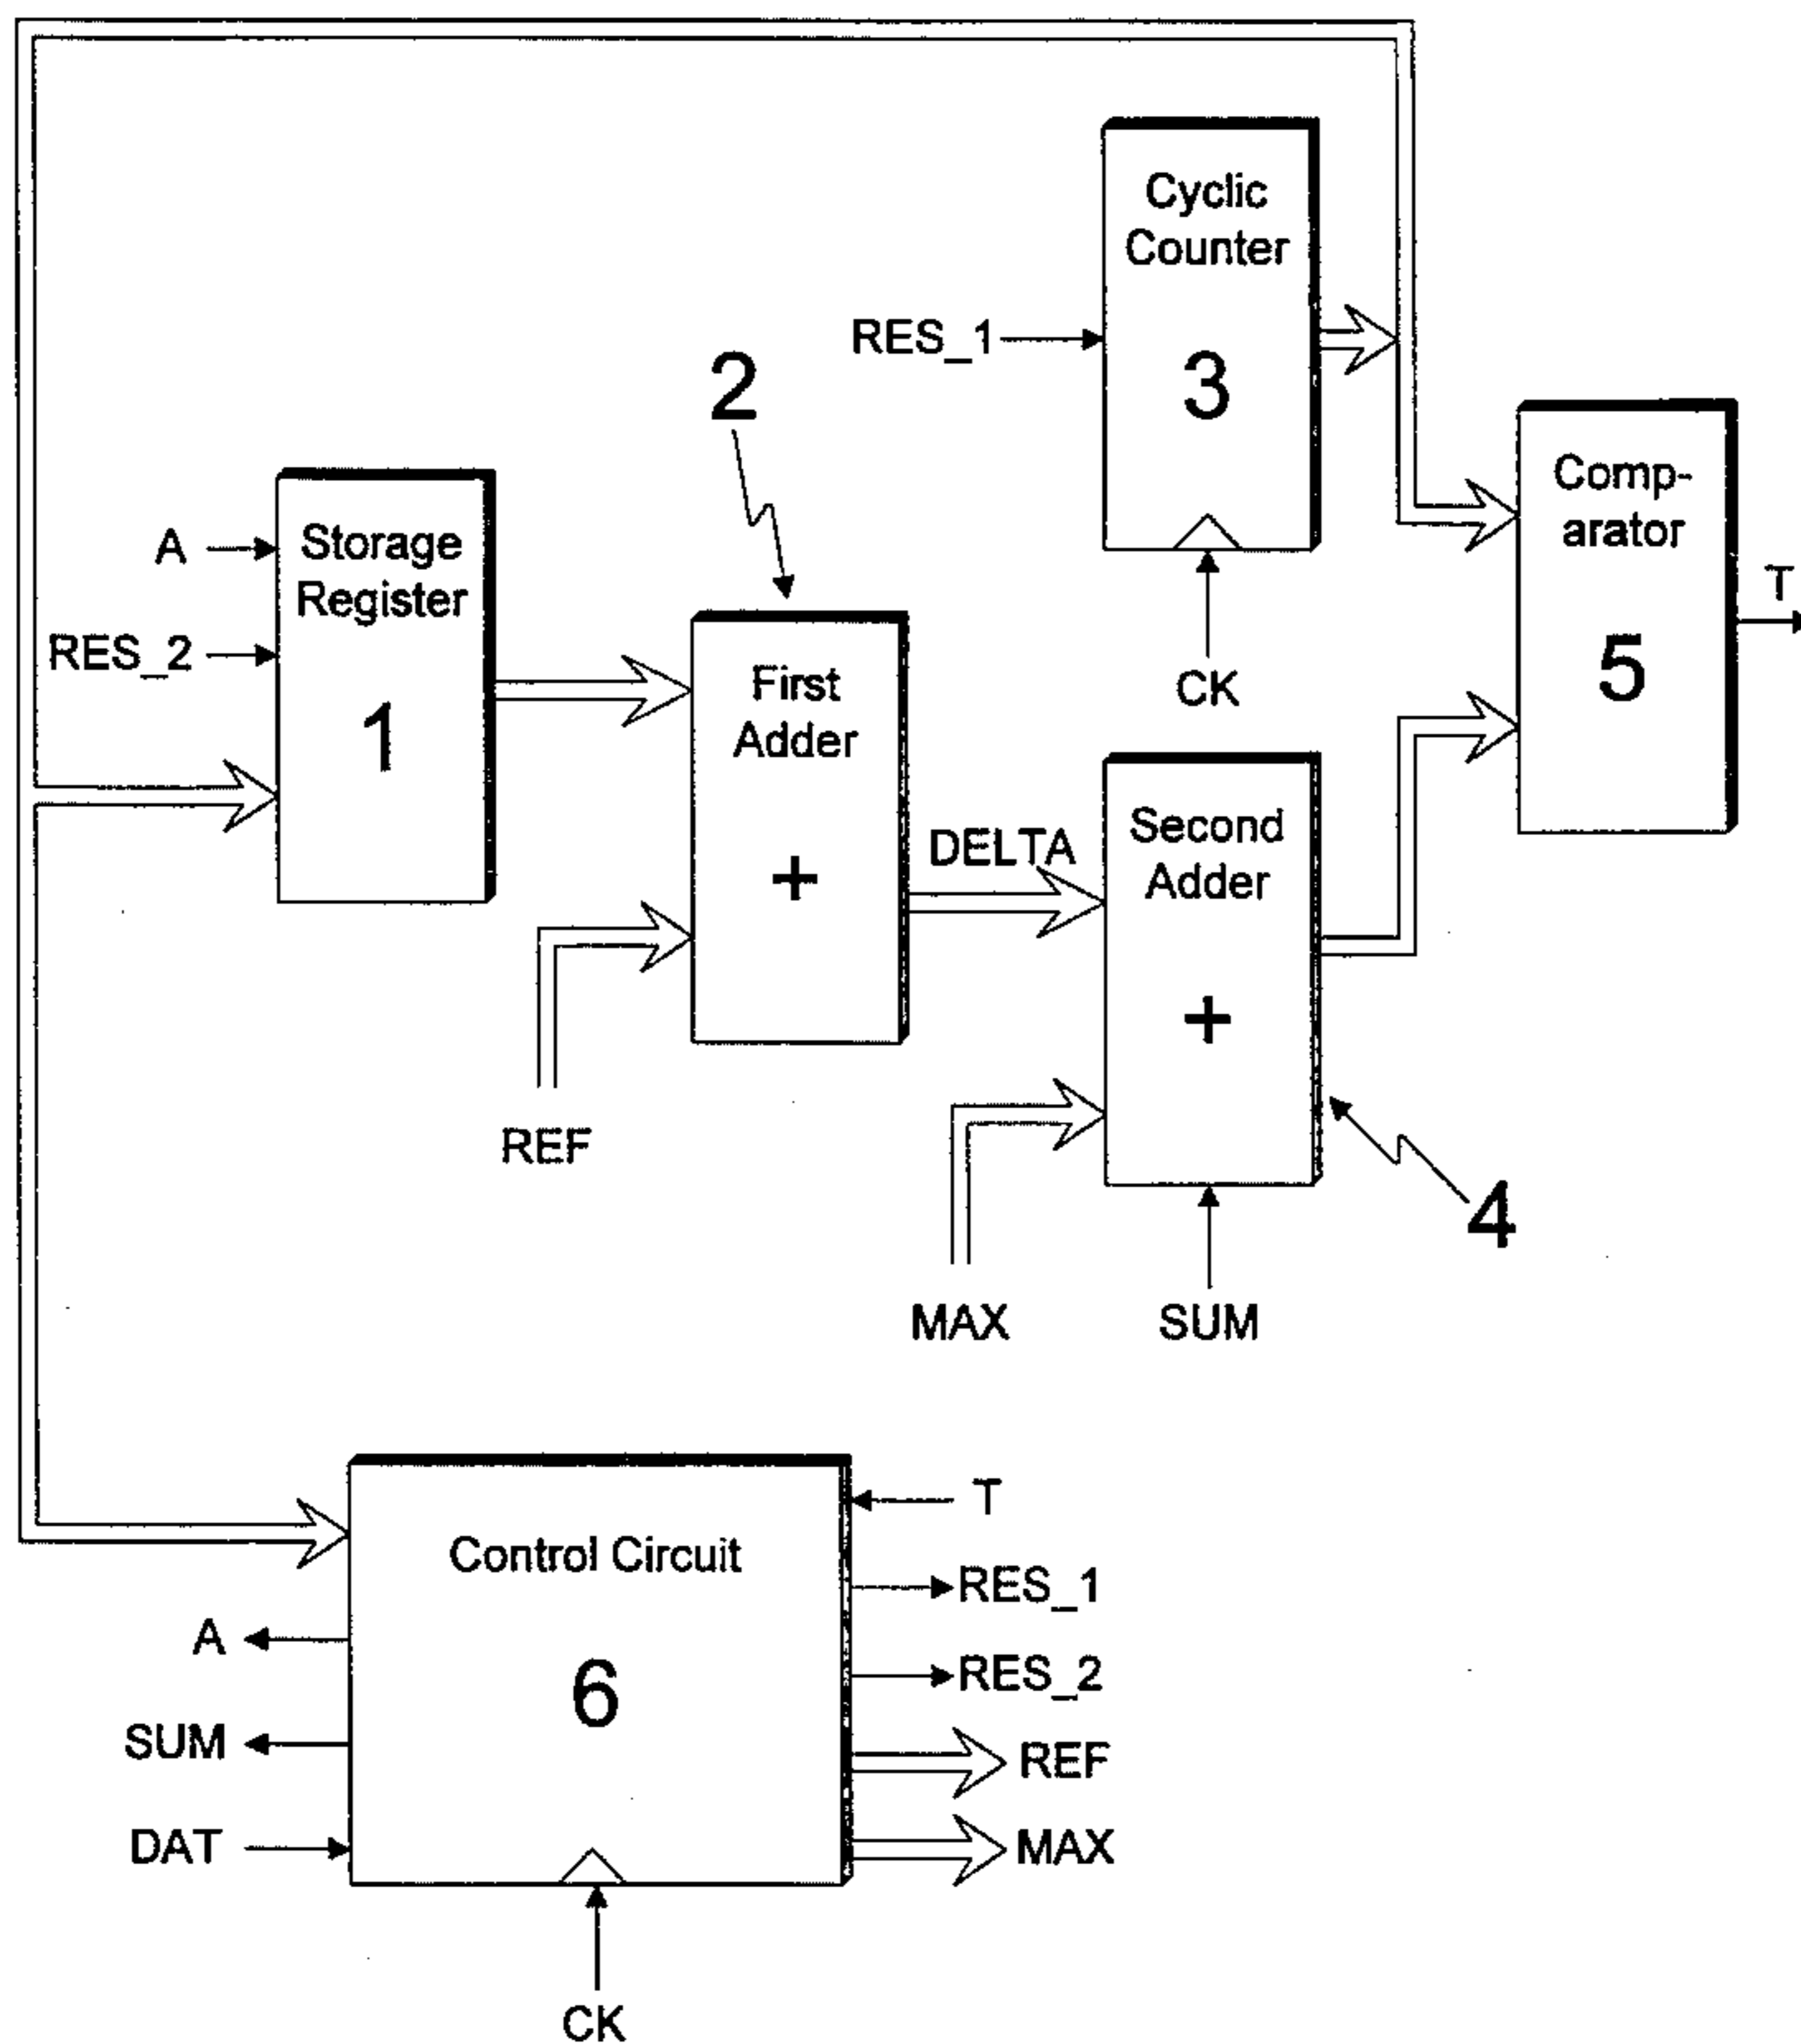 Cyclic
Counter
3
RES_1
CK
2
Comp-
arator
5
T
Storage
Register
1
A
RES_2
First
Adder
+
DELTA
REF
Second
Adder
+
4
MAX
SUM
Control Circuit
6
T
RES_1
A
RES_2
SUM
REF
DAT
MAX
CK